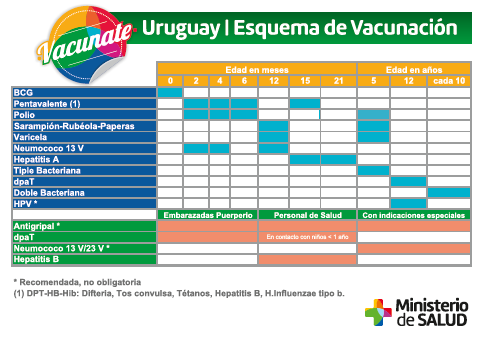 Vacunate
Uruguay | Esquema de Vacunación
Edad en meses Edad en años
0 2 4 6 12 15 21 5 12 cada 10
BCG
Pentavalente (1)
Polio
Sarampión-Rubéola-Paperas
Varicela
Neumococo 13 V
Hepatitis A
Tiple Bacteriana
dpaT
Doble Bacteriana
HPV *
Embarazadas Puerperio Personal de Salud Con indicaciones especiales
Antigripal *
dpaT En contacto con niños < 1 año
Neumococo 13 V/23 V *
Hepatitis B
* Recomendada, no obligatoria
(1) DPT-HB-Hib: Difteria, Tos convulsa, Tétanos, Hepatitis B, H.Influenzae tipo b.
Ministerio
de SALUD